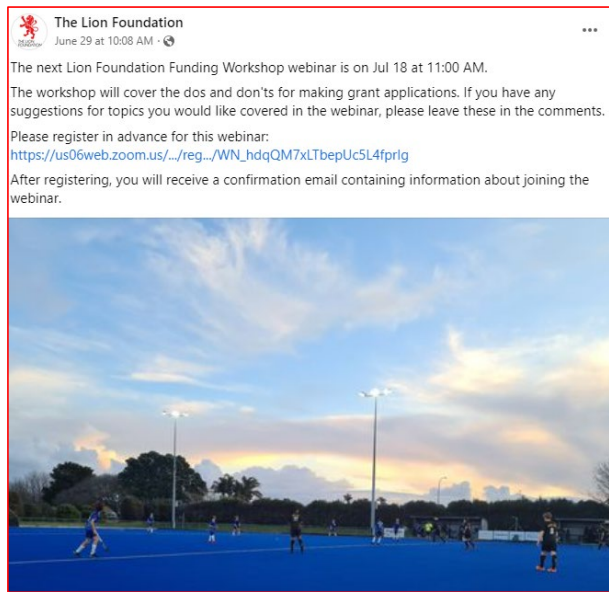 The Lion Foundation
June 29 at 10:08 AM ·
The next Lion Foundation Funding Workshop webinar is on Jul 18 at 11:00 AM.
The workshop will cover the dos and don'ts for making grant applications. If you have any
suggestions for topics you would like covered in the webinar, please leave these in the comments.
Please register in advance for this webinar:
https://us06web.zoom.us/.../reg.../WN_hdqQM7xLTbepUc5L4fprlg
After registering, you will receive a confirmation email containing information about joining the
webinar.